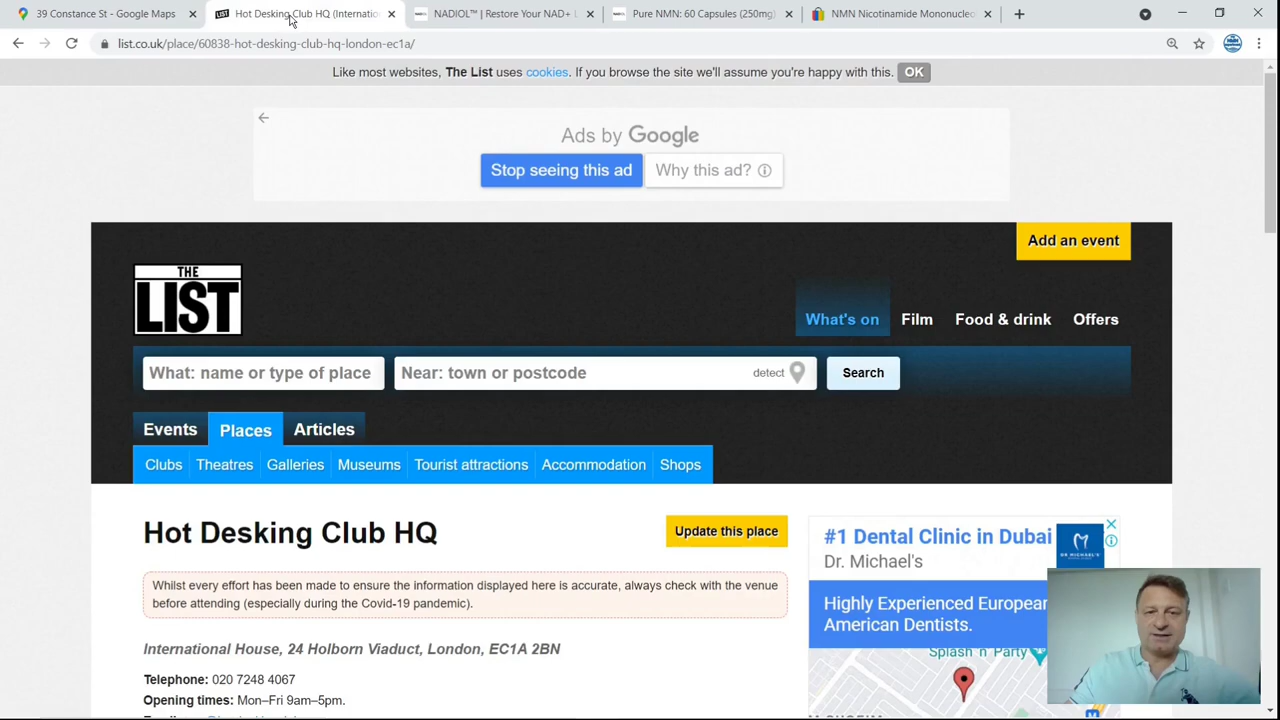 39 Constance St - Google Maps
Hot Desking Club HQ (Internatio
NADIOL™ | Restore Your NAD+ L
Pure NMN: 60 Capsules (250mg)
NMN Nicotinamide Mononucleo
list.co.uk/place/60838-hot-desking-club-hq-london-ec1a/
Like most websites, The List uses cookies. If you browse the site we'll assume you're happy with this. OK
Ads by Google
Stop seeing this ad
Why this ad?
Add an event
THE
LIST
What's on Film Food & drink Offers
What: name or type of place
Near: town or postcode
detect
Search
Events Places Articles
Clubs Theatres Galleries Museums Tourist attractions Accommodation Shops
Hot Desking Club HQ
Update this place
Whilst every effort has been made to ensure the information displayed here is accurate, always check with the venue
before attending (especially during the Covid-19 pandemic).
International House, 24 Holborn Viaduct, London, EC1A 2BN
Telephone: 020 7248 4067
Opening times: Mon–Fri 9am–5pm.
#1 Dental Clinic in Dubai
Dr. Michael's
DR MICHAEL'S
Highly Experienced European
American Dentists.
Splash 'n' Party